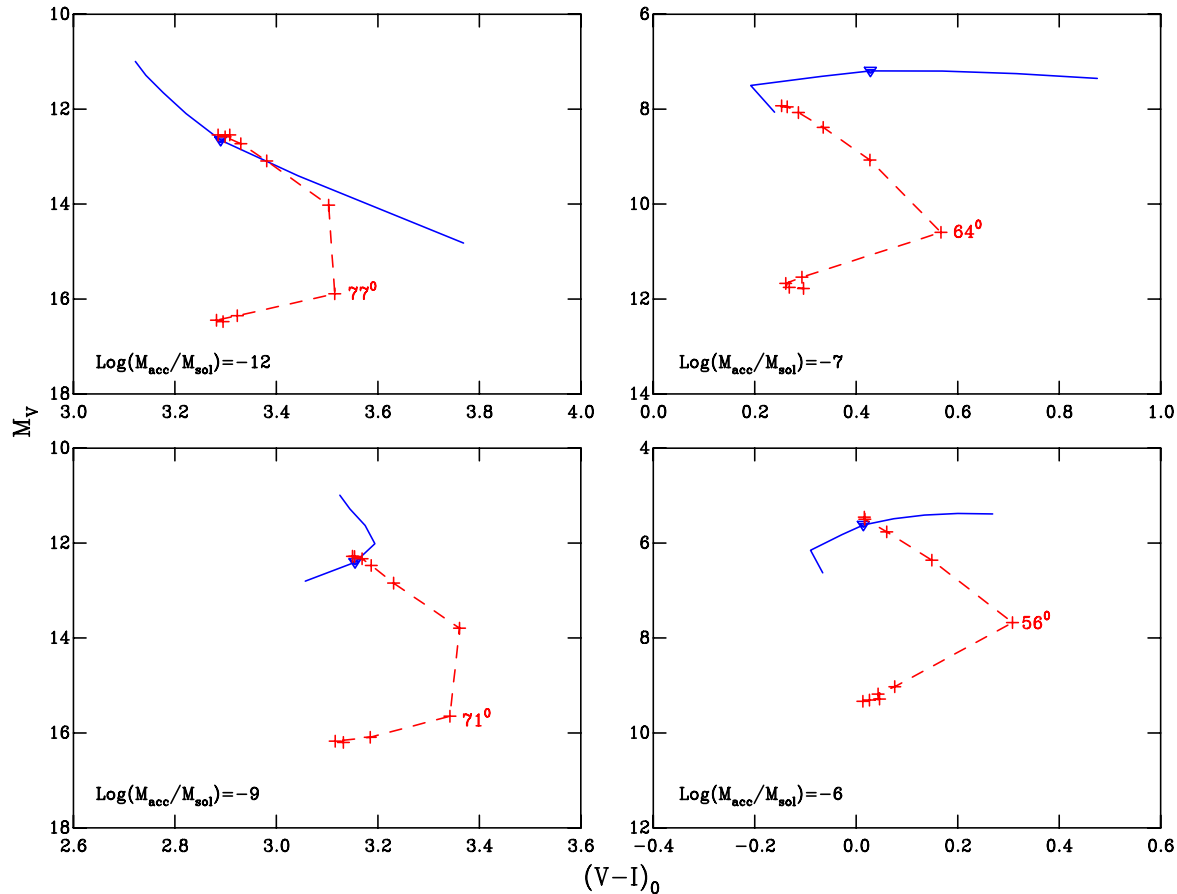 10
12
14
16
18
3.0 3.2 3.4 3.6 3.8 4.0
77⁰
Log(M_acc/M_sol)=−12
6
8
10
12
14
0.0 0.2 0.4 0.6 0.8 1.0
64⁰
Log(M_acc/M_sol)=−7
M_V
10
12
14
16
18
2.6 2.8 3.0 3.2 3.4 3.6
71⁰
Log(M_acc/M_sol)=−9
4
6
8
10
12
−0.4 −0.2 0.0 0.2 0.4 0.6
56⁰
Log(M_acc/M_sol)=−6
(V−I)₀